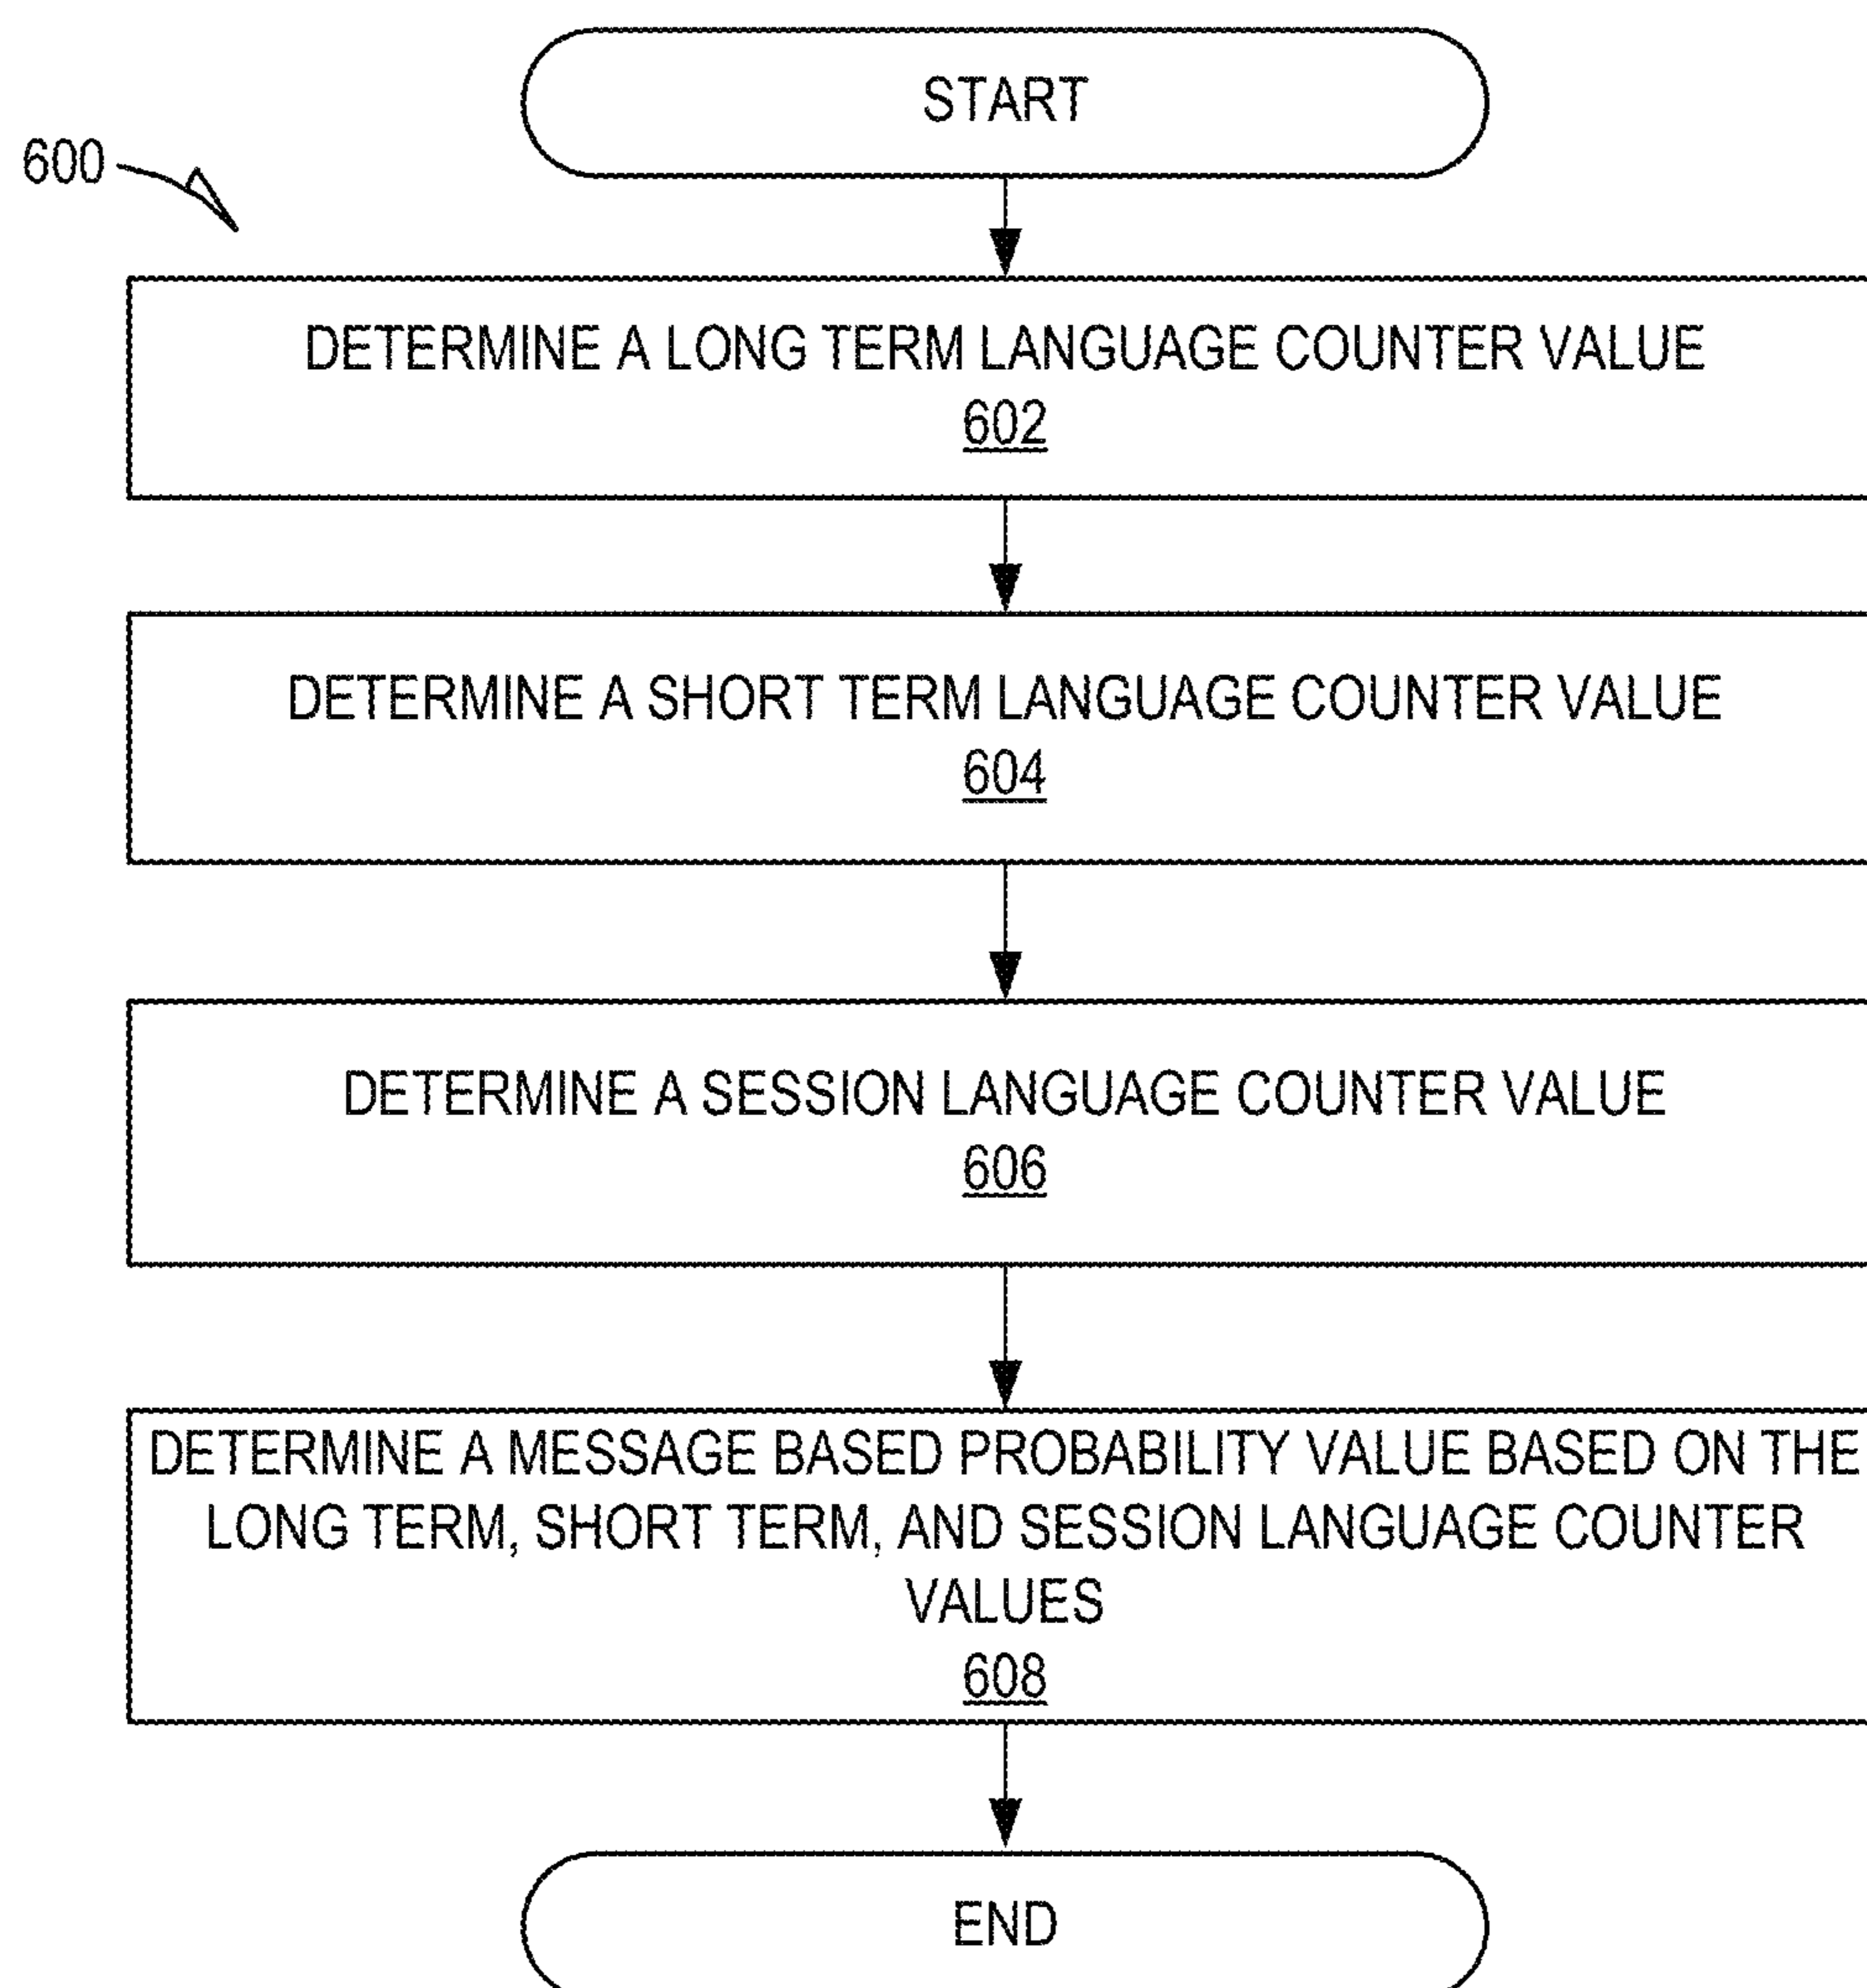 START
600
DETERMINE A LONG TERM LANGUAGE COUNTER VALUE
602
DETERMINE A SHORT TERM LANGUAGE COUNTER VALUE
604
DETERMINE A SESSION LANGUAGE COUNTER VALUE
606
DETERMINE A MESSAGE BASED PROBABILITY VALUE BASED ON THE
LONG TERM, SHORT TERM, AND SESSION LANGUAGE COUNTER
VALUES
608
END